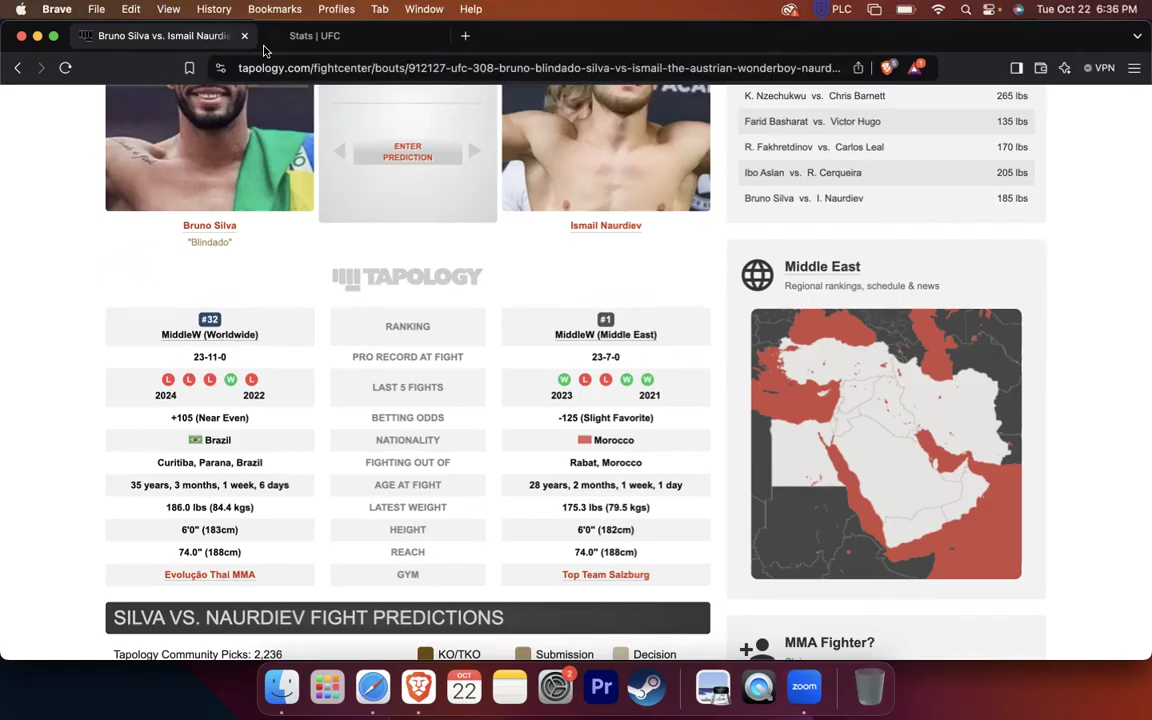 Brave File Edit View History Bookmarks Profiles Tab Window Help PLC Tue Oct 22 6:36 PM
Bruno Silva vs. Ismail Naurdie Stats | UFC
tapology.com/fightcenter/bouts/912127-ufc-308-bruno-blindado-silva-vs-ismail-the-austrian-wonderboy-naurd... VPN
ENTER
PREDICTION
Bruno Silva
"Blindado"
Ismail Naurdiev
TAPOLOGY
#32 RANKING #1
MiddleW (Worldwide) MiddleW (Middle East)
23-11-0 PRO RECORD AT FIGHT 23-7-0
L L L W L LAST 5 FIGHTS W L L W W
2024 2022 2023 2021
+105 (Near Even) BETTING ODDS -125 (Slight Favorite)
Brazil NATIONALITY Morocco
Curitiba, Parana, Brazil FIGHTING OUT OF Rabat, Morocco
35 years, 3 months, 1 week, 6 days AGE AT FIGHT 28 years, 2 months, 1 week, 1 day
186.0 lbs (84.4 kgs) LATEST WEIGHT 175.3 lbs (79.5 kgs)
6'0" (183cm) HEIGHT 6'0" (182cm)
74.0" (188cm) REACH 74.0" (188cm)
Evolução Thai MMA GYM Top Team Salzburg
SILVA VS. NAURDIEV FIGHT PREDICTIONS
Tapology Community Picks: 2,236 KO/TKO Submission Decision
K. Nzechukwu vs. Chris Barnett 265 lbs
Farid Basharat vs. Victor Hugo 135 lbs
R. Fakhretdinov vs. Carlos Leal 170 lbs
Ibo Aslan vs. R. Cerqueira 205 lbs
Bruno Silva vs. I. Naurdiev 185 lbs
Middle East
Regional rankings, schedule & news
MMA Fighter?
OCT
22
2
Pr
zoom